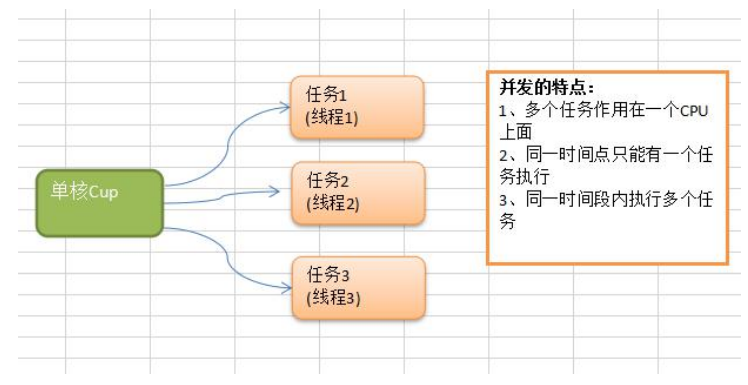 单核Cup
任务1
(线程1)
任务2
(线程2)
任务3
(线程3)
并发的特点：
1、多个任务作用在一个CPU
上面
2、同一时间点只能有一个任
务执行
3、同一时间段内执行多个任
务